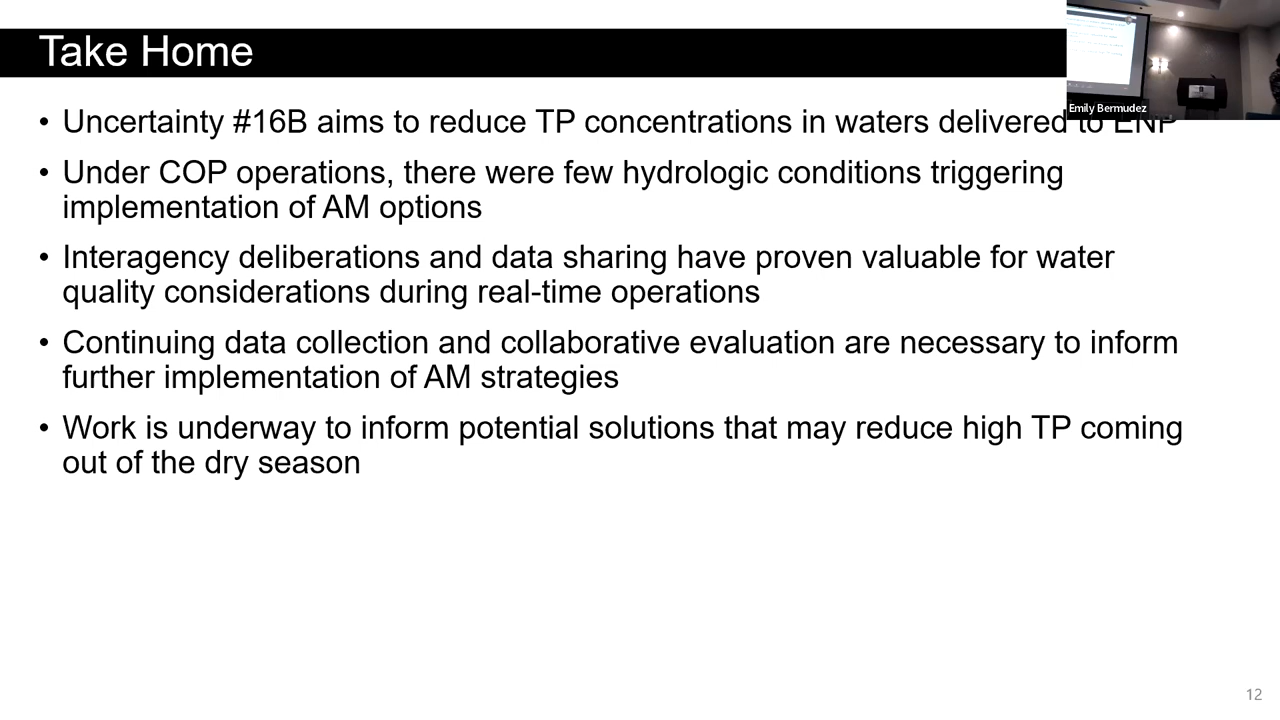 Take Home
Emily Bermudez
• Uncertainty #16B aims to reduce TP concentrations in waters delivered to ENP
• Under COP operations, there were few hydrologic conditions triggering
implementation of AM options
• Interagency deliberations and data sharing have proven valuable for water
quality considerations during real-time operations
• Continuing data collection and collaborative evaluation are necessary to inform
further implementation of AM strategies
• Work is underway to inform potential solutions that may reduce high TP coming
out of the dry season
12